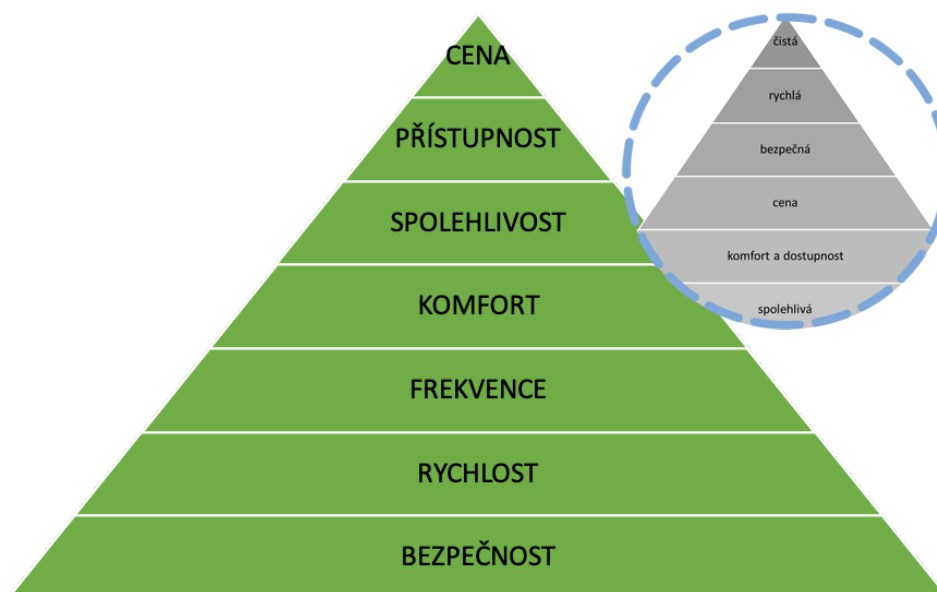 CENA
PŘÍSTUPNOST
SPOLEHLIVOST
KOMFORT
FREKVENCE
RYCHLOST
BEZPEČNOST
čistá
rychlá
bezpečná
cena
komfort a dostupnost
spolehlivá